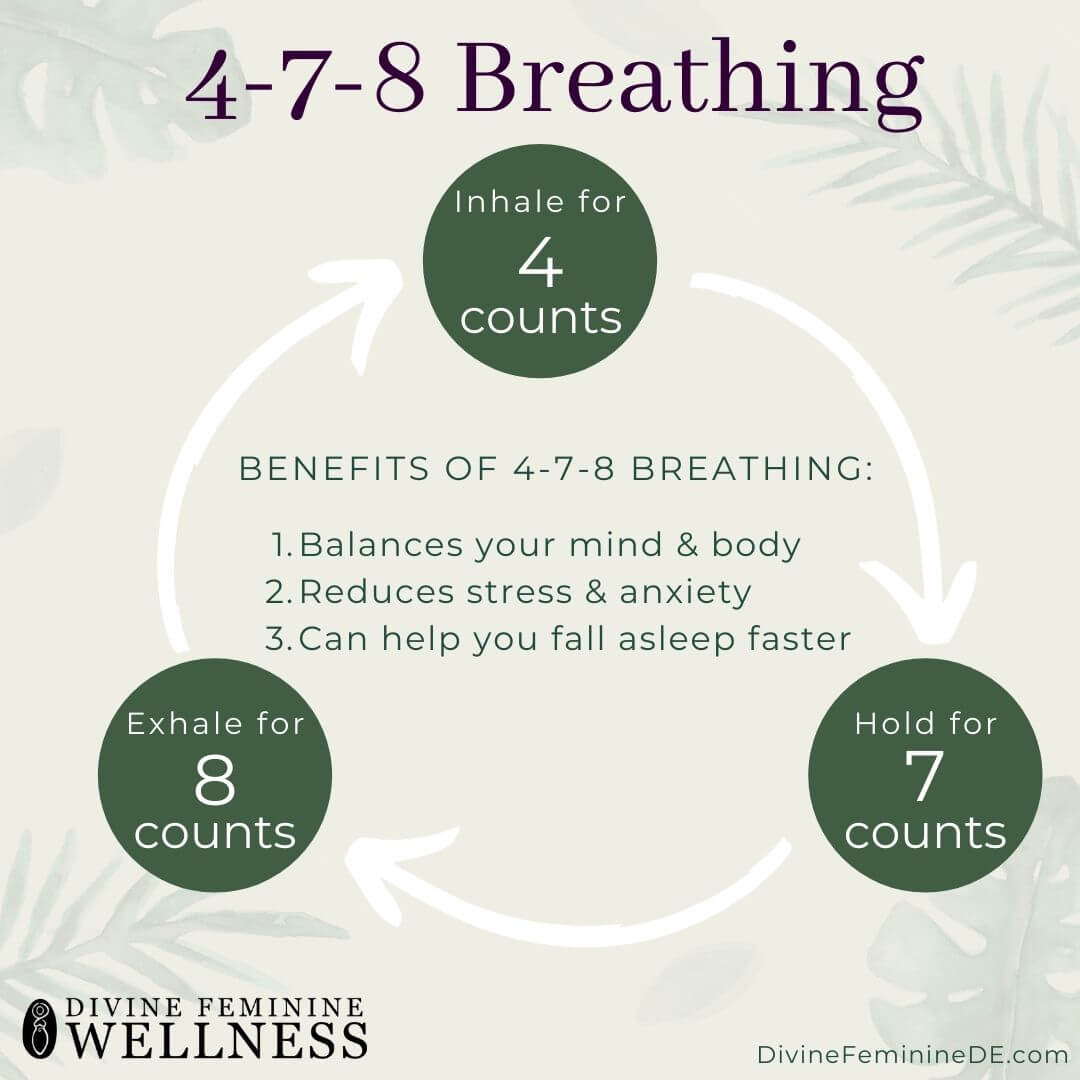 4-7-8 Breathing
Inhale for
4
counts
BENEFITS OF 4-7-8 BREATHING:
1. Balances your mind & body
2. Reduces stress & anxiety
3. Can help you fall asleep faster
Exhale for
8
counts
Hold for
7
counts
DIVINE FEMININE
WELLNESS
DivineFeminineDE.com